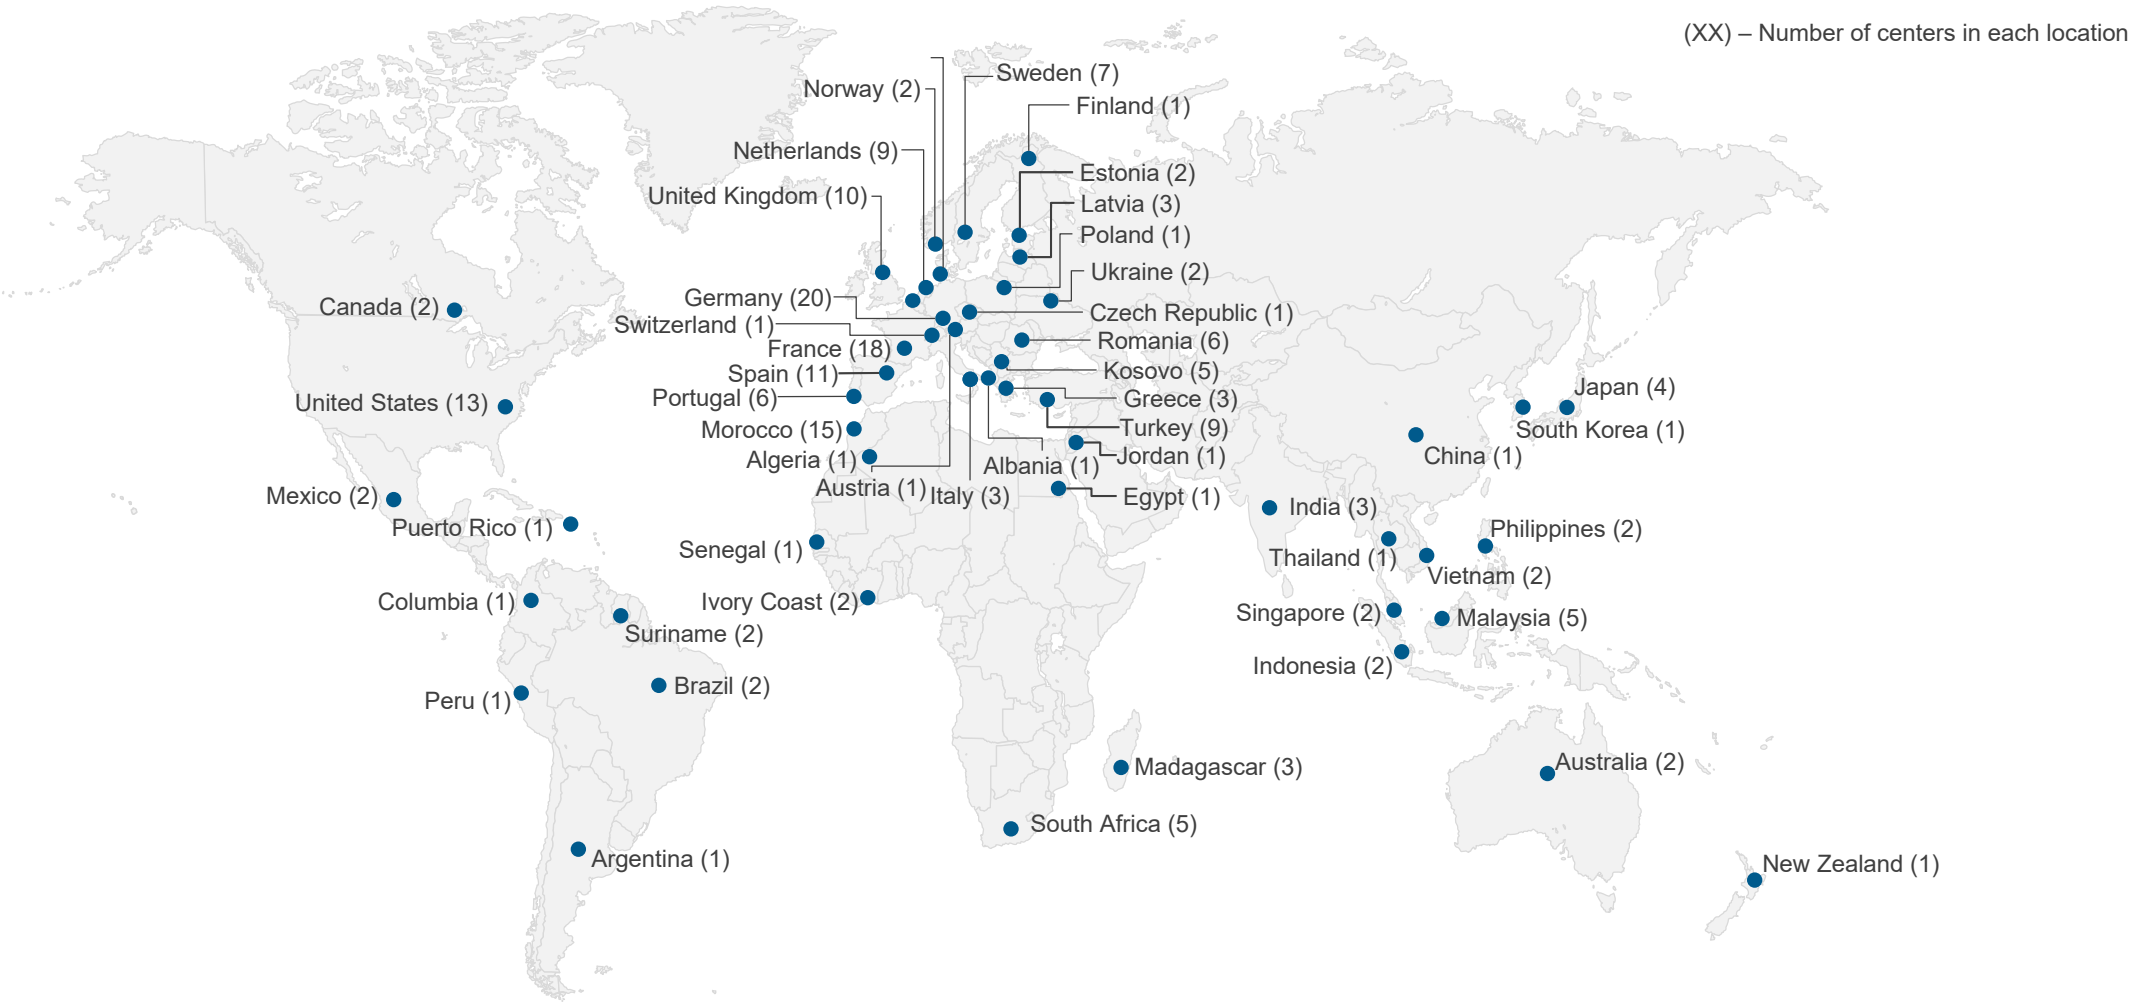 (XX) – Number of centers in each location
Sweden (7)
Norway (2)
Finland (1)
Netherlands (9)
Estonia (2)
United Kingdom (10)
Latvia (3)
Poland (1)
Ukraine (2)
Germany (20)
Canada (2)
Czech Republic (1)
Switzerland (1)
Romania (6)
France (18)
Kosovo (5)
Spain (11)
Japan (4)
Portugal (6)
Greece (3)
United States (13)
Turkey (9)
Morocco (15)
South Korea (1)
Jordan (1)
China (1)
Algeria (1)
Albania (1)
Austria (1)
Italy (3)
Egypt (1)
Mexico (2)
India (3)
Puerto Rico (1)
Philippines (2)
Senegal (1)
Thailand (1)
Vietnam (2)
Columbia (1)
Ivory Coast (2)
Singapore (2)
Malaysia (5)
Suriname (2)
Indonesia (2)
Brazil (2)
Peru (1)
Madagascar (3)
Australia (2)
South Africa (5)
Argentina (1)
New Zealand (1)